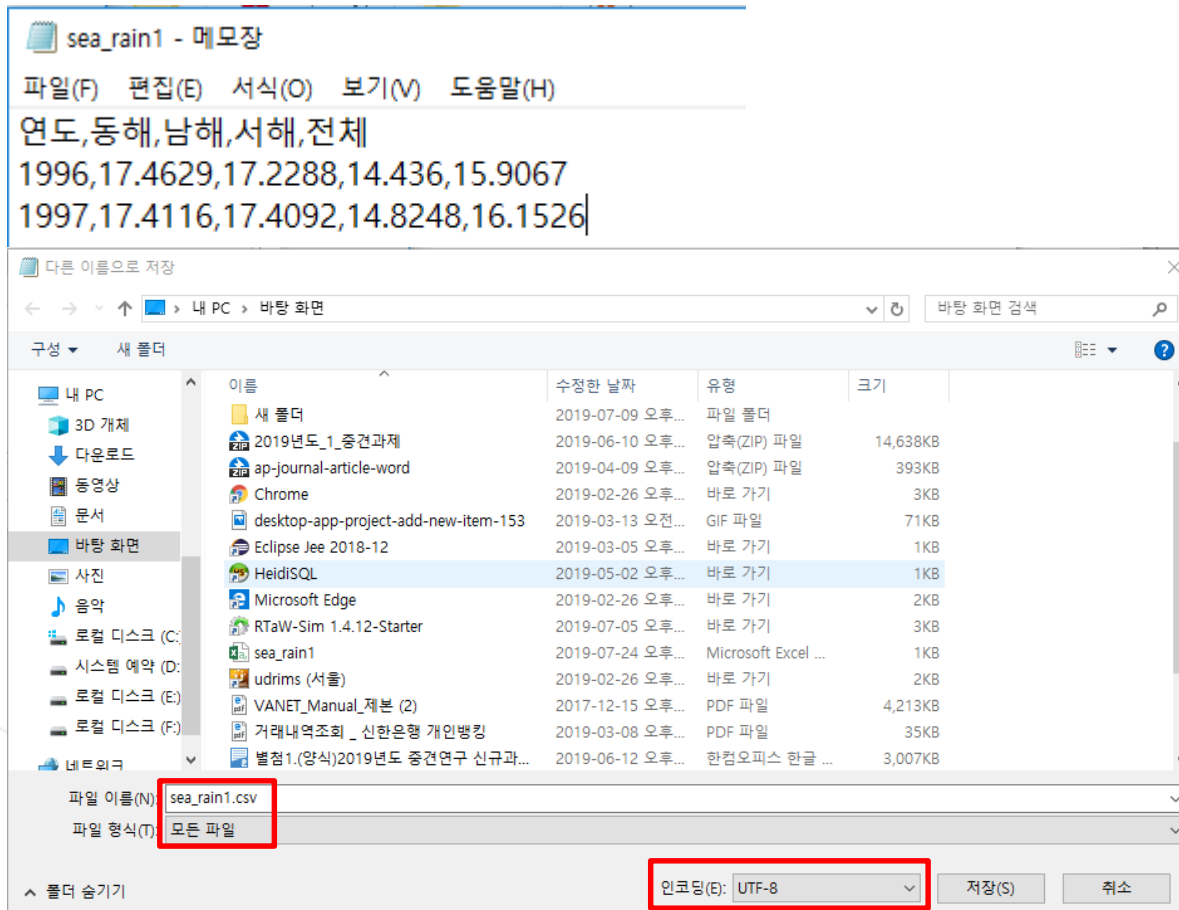 sea_rain1 - 메모장
파일(F) 편집(E) 서식(O) 보기(V) 도움말(H)
연도,동해,남해,서해,전체
1996,17.4629,17.2288,14.436,15.9067
1997,17.4116,17.4092,14.8248,16.1526
다른 이름으로 저장
내 PC > 바탕 화면
바탕 화면 검색
구성 새 폴더
이름 수정한 날짜 유형 크기
내 PC
3D 개체
다운로드
동영상
문서
바탕 화면
사진
음악
로컬 디스크 (C:
시스템 예약 (D:
로컬 디스크 (E:)
로컬 디스크 (F:)
네트워크
새 폴더 2019-07-09 오후... 파일 폴더
2019년도_1_중견과제 2019-06-10 오후... 압축(ZIP) 파일 14,638KB
ap-journal-article-word 2019-04-09 오후... 압축(ZIP) 파일 393KB
Chrome 2019-02-26 오후... 바로 가기 3KB
desktop-app-project-add-new-item-153 2019-03-13 오전... GIF 파일 71KB
Eclipse Jee 2018-12 2019-03-05 오후... 바로 가기 1KB
HeidiSQL 2019-05-02 오후... 바로 가기 1KB
Microsoft Edge 2019-02-26 오후... 바로 가기 2KB
RTaW-Sim 1.4.12-Starter 2019-07-05 오후... 바로 가기 3KB
sea_rain1 2019-07-24 오후... Microsoft Excel ... 1KB
udrims (서울) 2019-02-26 오후... 바로 가기 2KB
VANET_Manual_제본 (2) 2017-12-15 오후... PDF 파일 4,213KB
거래내역조회 _ 신한은행 개인뱅킹 2019-03-08 오후... PDF 파일 35KB
별첨1.(양식)2019년도 중견연구 신규과... 2019-06-12 오후... 한컴오피스 한글 ... 3,007KB
파일 이름(N): sea_rain1.csv
파일 형식(T): 모든 파일
폴더 숨기기
인코딩(E): UTF-8 저장(S) 취소